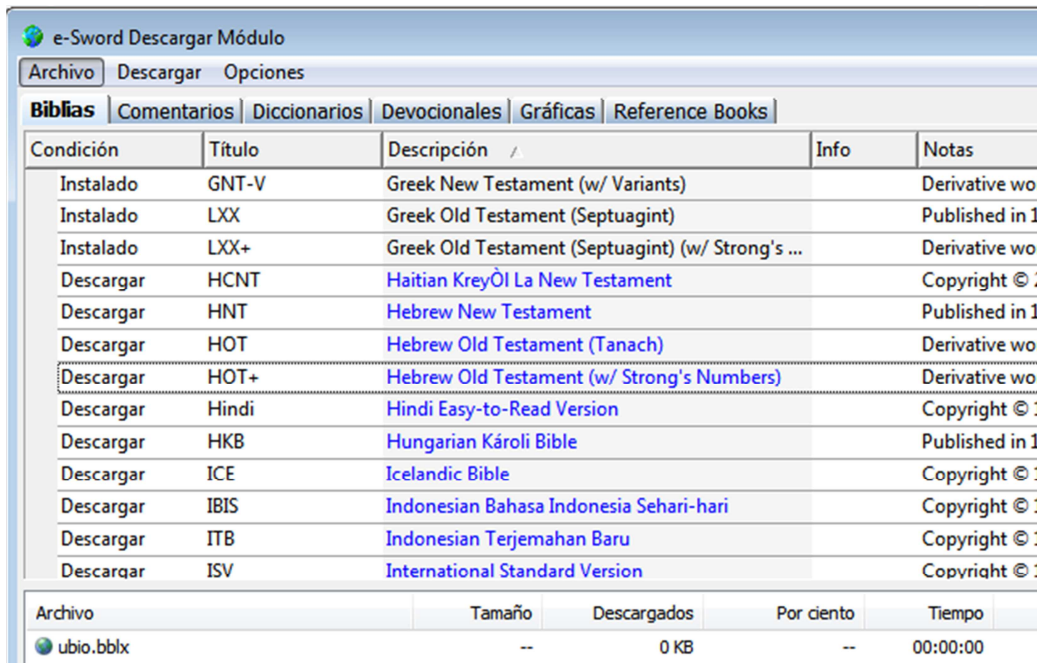 e-Sword Descargar Módulo
Archivo Descargar Opciones
Biblias Comentarios Diccionarios Devocionales Gráficas Reference Books
Condición Título Descripción Info Notas
Instalado GNT-V Greek New Testament (w/ Variants) Derivative wo
Instalado LXX Greek Old Testament (Septuagint) Published in 1
Instalado LXX+ Greek Old Testament (Septuagint) (w/ Strong's ... Derivative wo
Descargar HCNT Haitian KreyÒl La New Testament Copyright ©
Descargar HNT Hebrew New Testament Published in 1
Descargar HOT Hebrew Old Testament (Tanach) Derivative wo
Descargar HOT+ Hebrew Old Testament (w/ Strong's Numbers) Derivative wo
Descargar Hindi Hindi Easy-to-Read Version Copyright ©
Descargar HKB Hungarian Károli Bible Published in 1
Descargar ICE Icelandic Bible Copyright ©
Descargar IBIS Indonesian Bahasa Indonesia Sehari-hari Copyright ©
Descargar ITB Indonesian Terjemahan Baru Copyright ©
Descargar ISV International Standard Version Copyright ©
Archivo Tamaño Descargados Por ciento Tiempo
ubio.bblx -- 0 KB -- 00:00:00